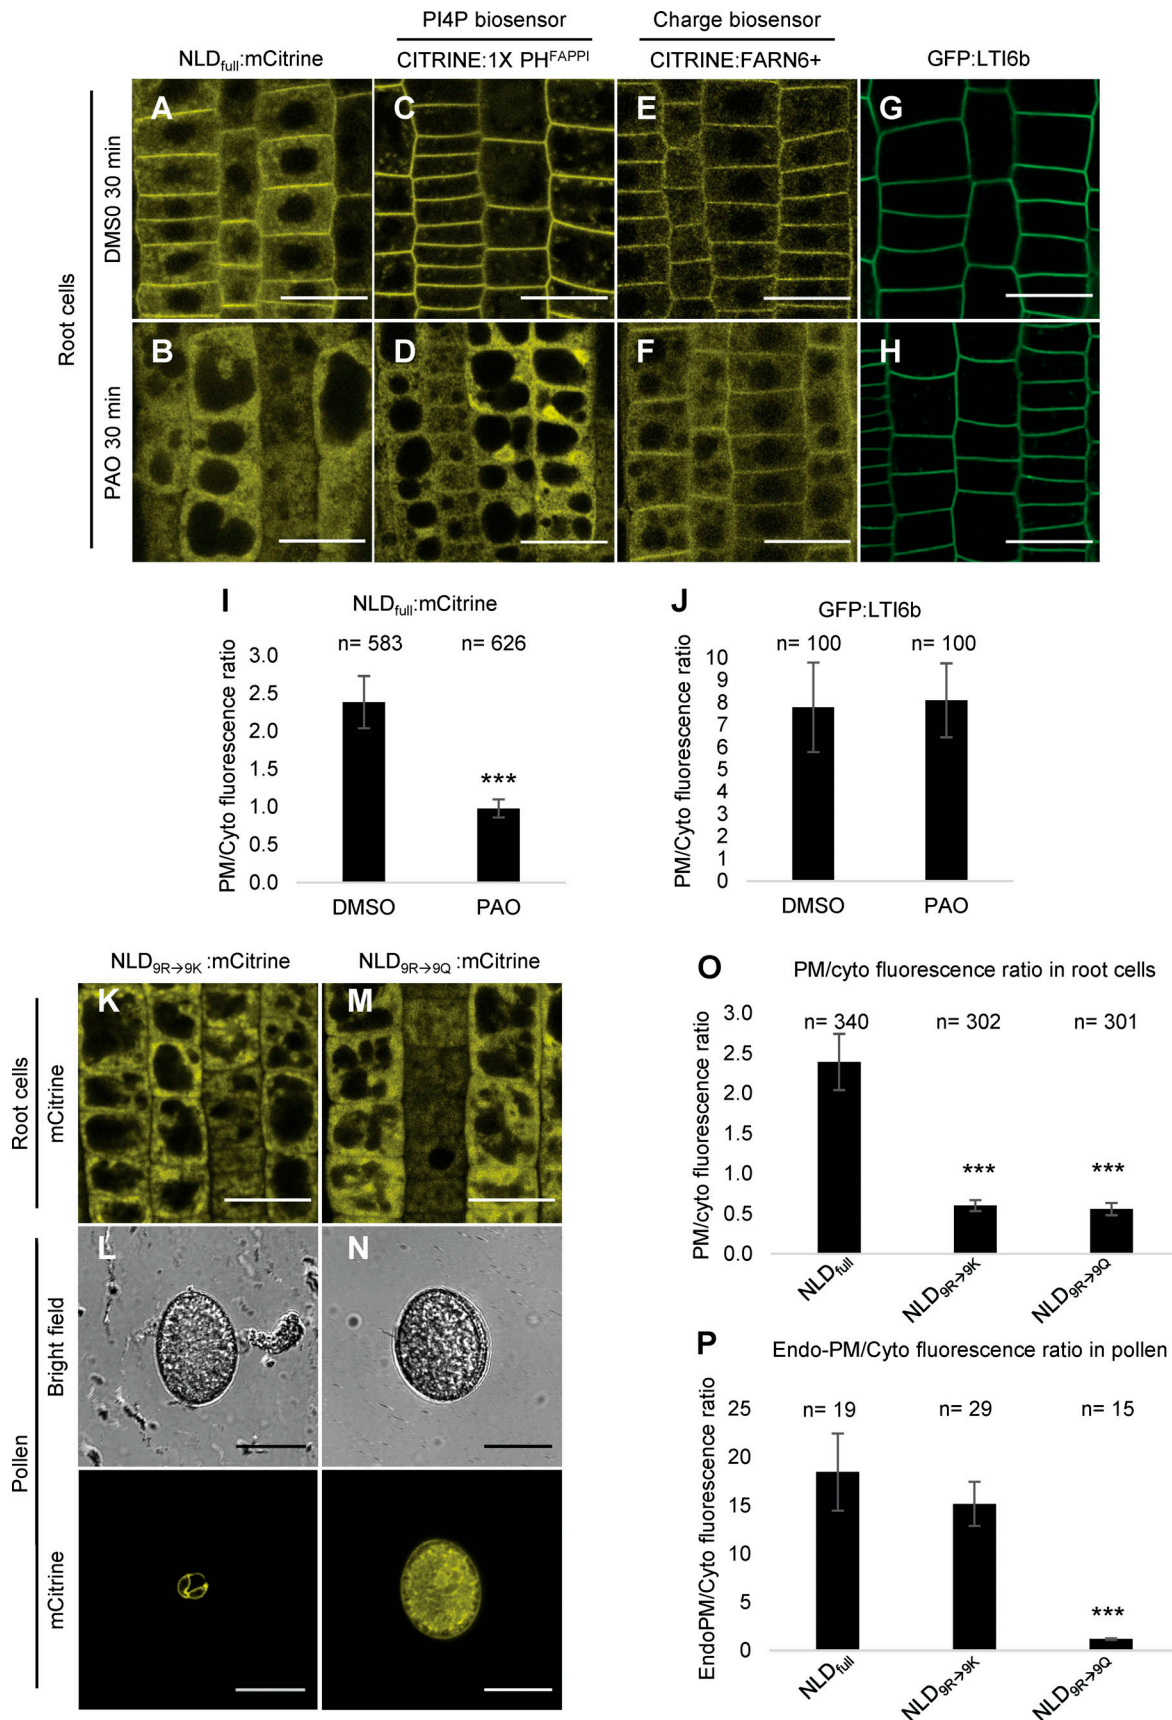 PI4P biosensor
Charge biosensor
NLDfull:mCitrine
CITRINE:1X PH^FAPPI
CITRINE:FARN6+
GFP:LTI6b
Root cells
DMS0 30 min
A
C
E
G
PAO 30 min
B
D
F
H
I
NLDfull:mCitrine
n= 583
n= 626
PM/Cyto fluorescence ratio
3.0
2.5
2.0
1.5
1.0
0.5
0.0
***
DMSO
PAO
J
GFP:LTI6b
n= 100
n= 100
PM/Cyto fluorescence ratio
10
9
8
7
6
5
4
3
2
1
0
DMSO
PAO
NLD9R→9K :mCitrine
NLD9R→9Q :mCitrine
Root cells
mCitrine
K
M
Pollen
Bright field
L
N
mCitrine
O
PM/cyto fluorescence ratio in root cells
n= 340
n= 302
n= 301
PM/cyto fluorescence ratio
3.0
2.5
2.0
1.5
1.0
0.5
0.0
***
***
NLDfull
NLD9R→9K
NLD9R→9Q
P
Endo-PM/Cyto fluorescence ratio in pollen
n= 19
n= 29
n= 15
EndoPM/Cyto fluorescence ratio
25
20
15
10
5
0
***
NLDfull
NLD9R→9K
NLD9R→9Q